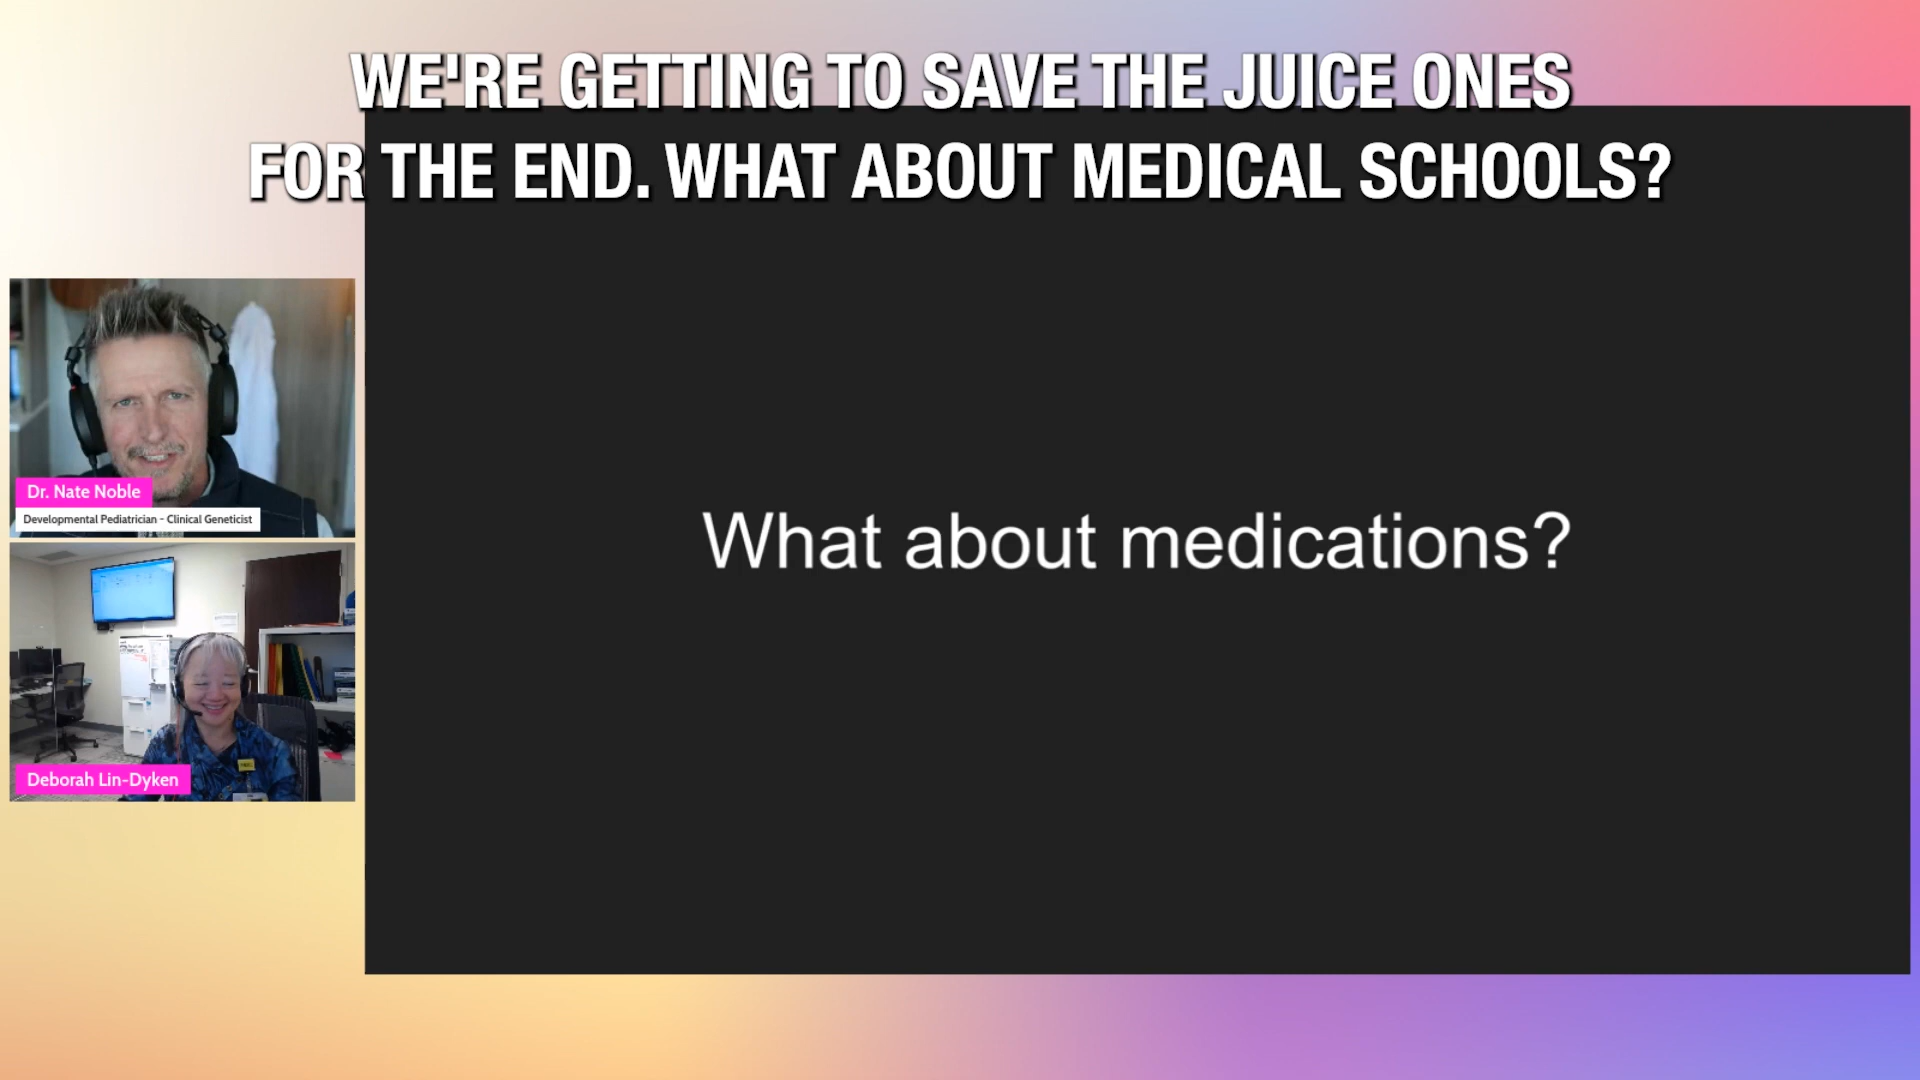 WE'RE GETTING TO SAVE THE JUICE ONES
FOR THE END. WHAT ABOUT MEDICAL SCHOOLS?
Dr. Nate Noble
Developmental Pediatrician - Clinical Geneticist
Deborah Lin-Dyken
What about medications?